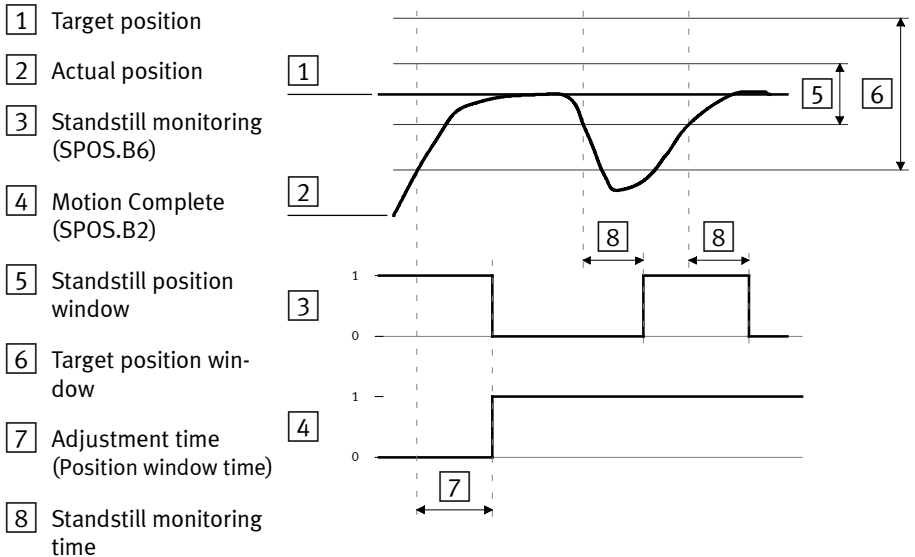 1 Target position
2 Actual position
3 Standstill monitoring
(SPOS.B6)
4 Motion Complete
(SPOS.B2)
5 Standstill position
window
6 Target position win-
dow
7 Adjustment time
(Position window time)
8 Standstill monitoring
time
1
2
5
6
8
8
1
3
0
1
4
0
7